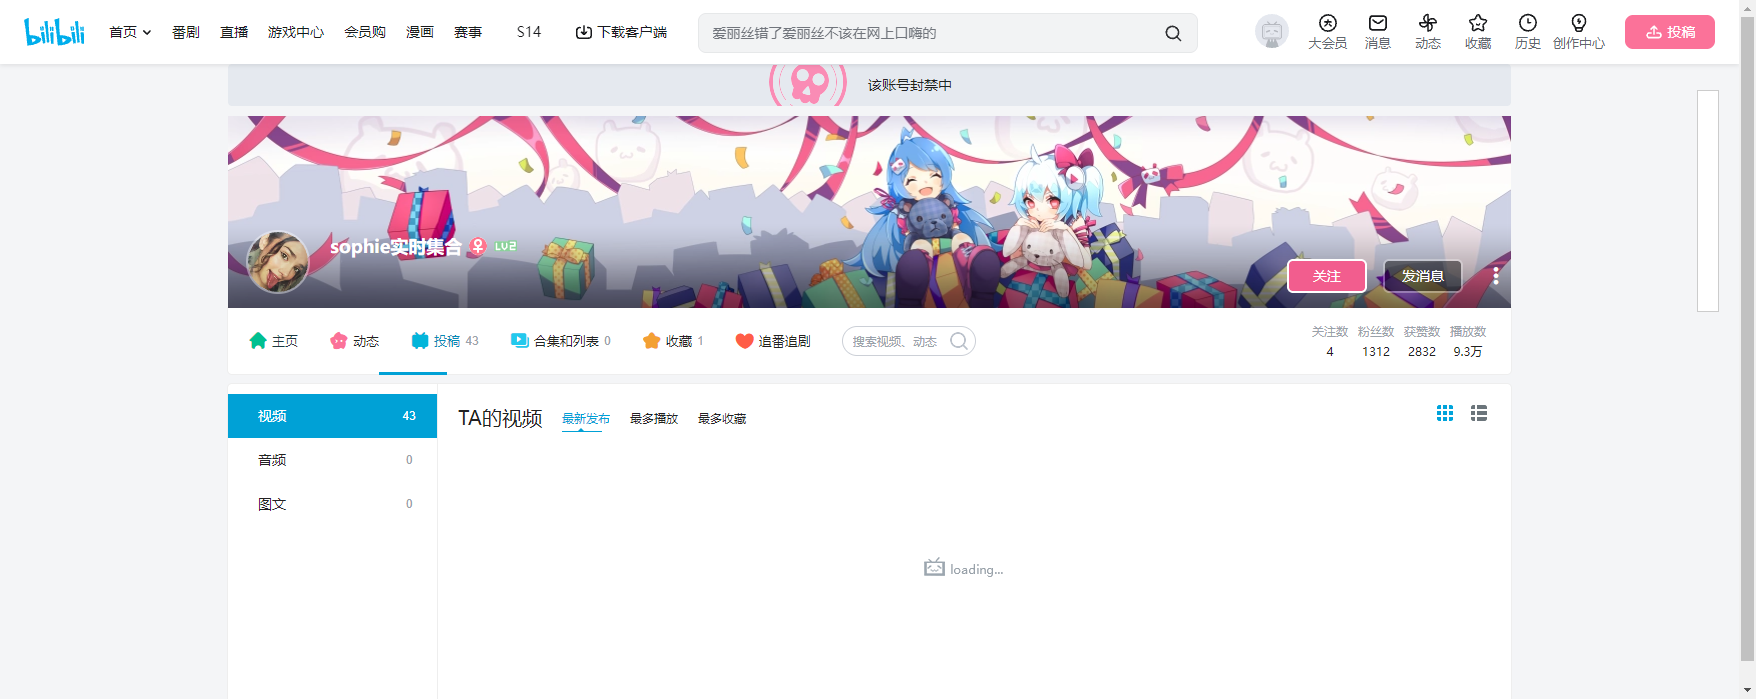 bilibili 首页 番剧 直播 游戏中心 会员购 漫画 赛事 S14 下载客户端 爱丽丝错了爱丽丝不该在网上口嗨的 大会员 消息 动态 收藏 历史 创作中心 投稿
该账号封禁中
sophie实时集合 LV2
关注 发消息
主页 动态 投稿 43 合集和列表 0 收藏 1 追番追剧 搜索视频、动态
关注数 粉丝数 获赞数 播放数
4 1312 2832 9.3万
视频 43
音频 0
图文 0
TA的视频 最新发布 最多播放 最多收藏
loading...